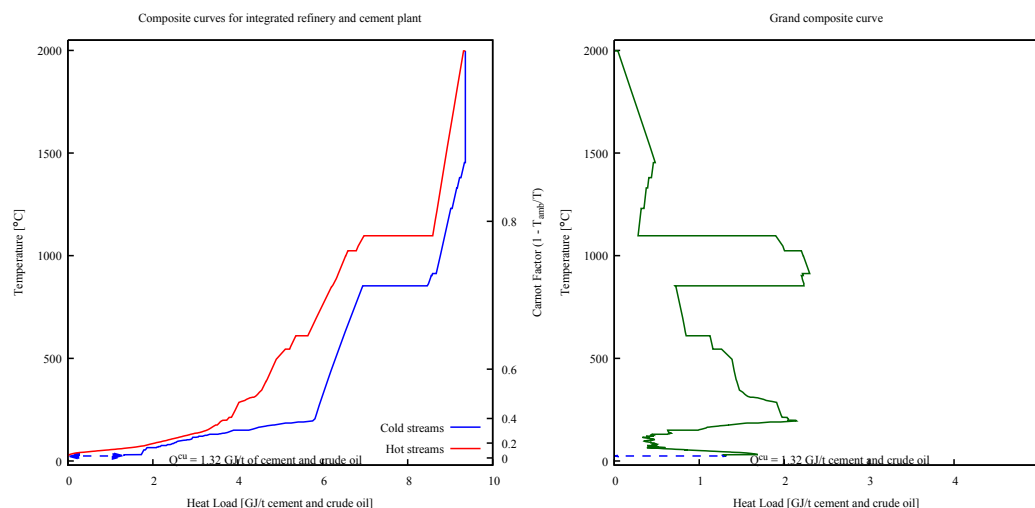 Composite curves for integrated refinery and cement plant
2000
1500
1000
500
0
Temperature [°C]
0.8
0.6
0.4
0.2
0
Carnot Factor (1 - Tamb/T)
Cold streams
Hot streams
Qcu = 1.32 GJ/t of cement and crude oil
0 2 4 6 8 10
Heat Load [GJ/t cement and crude oil]
Grand composite curve
2000
1500
1000
500
0
Temperature [°C]
Qcu = 1.32 GJ/t of cement and crude oil
0 1 2 3 4
Heat Load [GJ/t cement and crude oil]